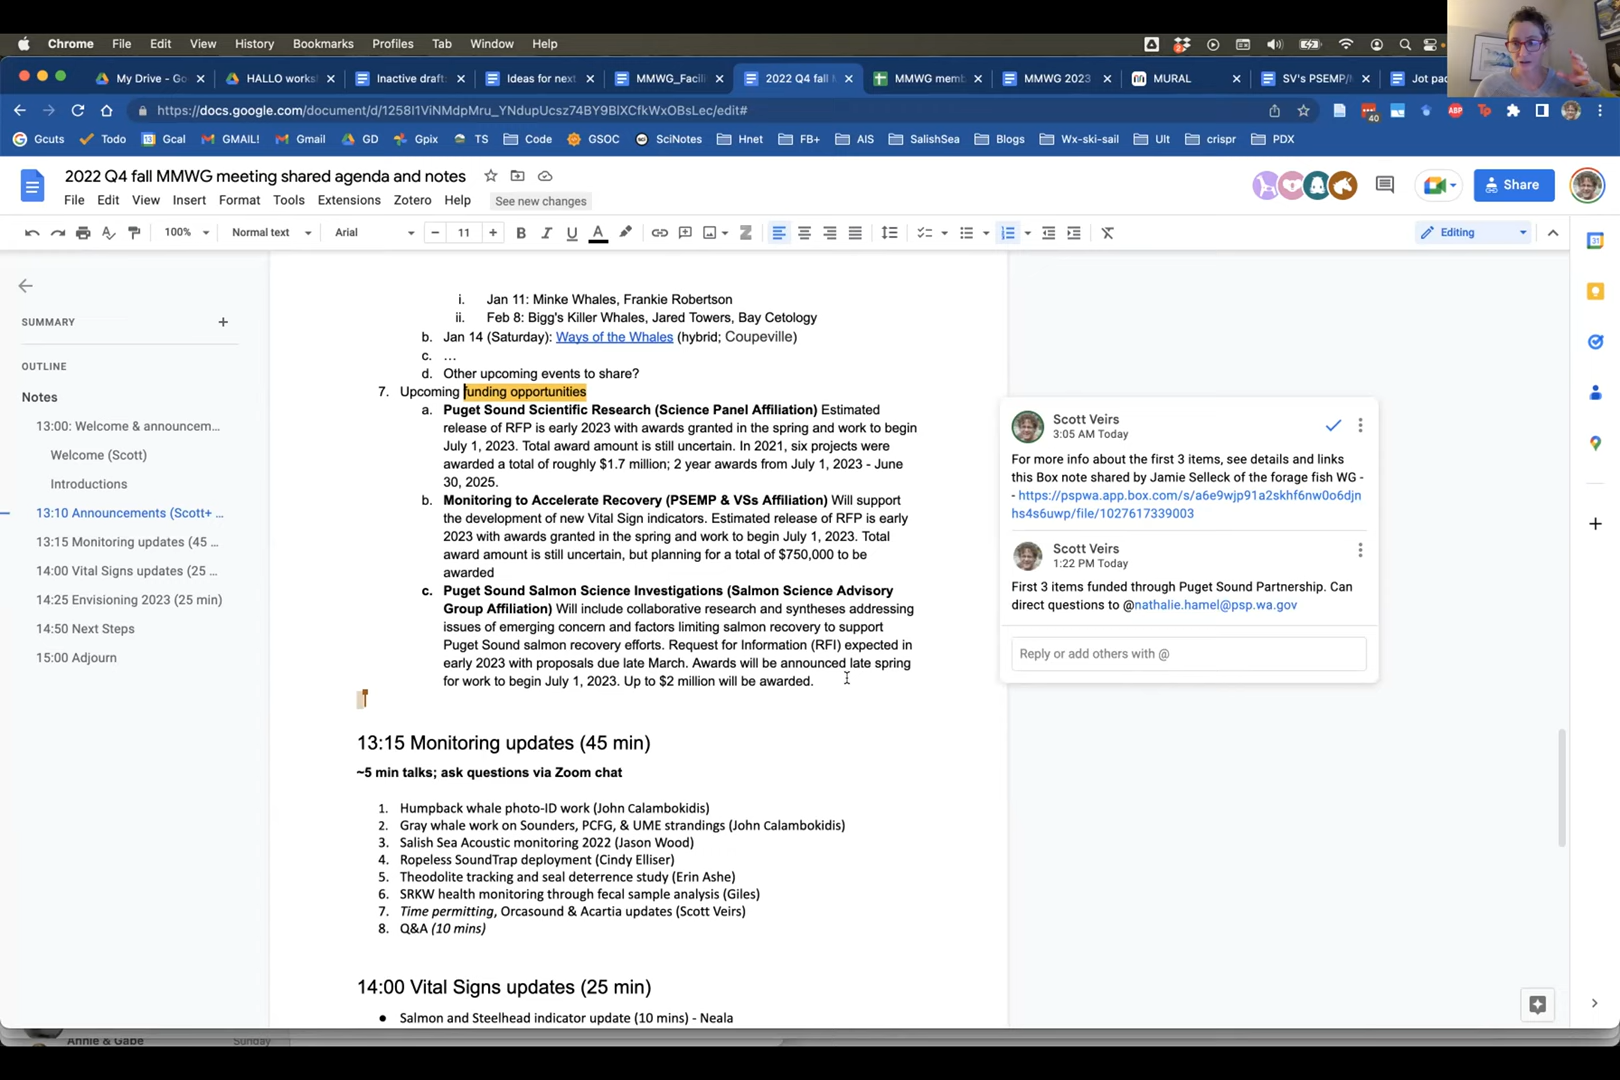 Chrome File Edit View History Bookmarks Profiles Tab Window Help
My Drive - Go
HALLO works
Inactive draft
Ideas for next
MMWG_Facili
2022 Q4 fall
MMWG mem
MMWG 2023
MURAL
SV's PSEMP/
Jot pac
https://docs.google.com/document/d/1258I1ViNMdpMru_YNdupUcsz74BY9BlXCfkWxOBsLec/edit#
40
ABP
Gcuts Todo Gcal GMAIL! Gmail GD Gpix TS Code GSOC SciNotes Hnet FB+ AIS SalishSea Blogs Wx-ski-sail Ult crispr PDX
2022 Q4 fall MMWG meeting shared agenda and notes
Share
File Edit View Insert Format Tools Extensions Zotero Help See new changes
100% Normal text Arial 11 Editing
SUMMARY
OUTLINE
Notes
13:00: Welcome & announcem...
Welcome (Scott)
Introductions
13:10 Announcements (Scott+ ...
13:15 Monitoring updates (45 ...
14:00 Vital Signs updates (25 ...
14:25 Envisioning 2023 (25 min)
14:50 Next Steps
15:00 Adjourn
i. Jan 11: Minke Whales, Frankie Robertson
ii. Feb 8: Bigg's Killer Whales, Jared Towers, Bay Cetology
b. Jan 14 (Saturday): Ways of the Whales (hybrid; Coupeville)
c. ...
d. Other upcoming events to share?
7. Upcoming funding opportunities
a. Puget Sound Scientific Research (Science Panel Affiliation) Estimated
release of RFP is early 2023 with awards granted in the spring and work to begin
July 1, 2023. Total award amount is still uncertain. In 2021, six projects were
awarded a total of roughly $1.7 million; 2 year awards from July 1, 2023 - June
30, 2025.
b. Monitoring to Accelerate Recovery (PSEMP & VSs Affiliation) Will support
the development of new Vital Sign indicators. Estimated release of RFP is early
2023 with awards granted in the spring and work to begin July 1, 2023. Total
award amount is still uncertain, but planning for a total of $750,000 to be
awarded
c. Puget Sound Salmon Science Investigations (Salmon Science Advisory
Group Affiliation) Will include collaborative research and syntheses addressing
issues of emerging concern and factors limiting salmon recovery to support
Puget Sound salmon recovery efforts. Request for Information (RFI) expected in
early 2023 with proposals due late March. Awards will be announced late spring
for work to begin July 1, 2023. Up to $2 million will be awarded.
13:15 Monitoring updates (45 min)
~5 min talks; ask questions via Zoom chat
1. Humpback whale photo-ID work (John Calambokidis)
2. Gray whale work on Sounders, PCFG, & UME strandings (John Calambokidis)
3. Salish Sea Acoustic monitoring 2022 (Jason Wood)
4. Ropeless SoundTrap deployment (Cindy Elliser)
5. Theodolite tracking and seal deterrence study (Erin Ashe)
6. SRKW health monitoring through fecal sample analysis (Giles)
7. Time permitting, Orcasound & Acartia updates (Scott Veirs)
8. Q&A (10 mins)
14:00 Vital Signs updates (25 min)
● Salmon and Steelhead indicator update (10 mins) - Neala
Scott Veirs
3:05 AM Today
For more info about the first 3 items, see details and links
this Box note shared by Jamie Selleck of the forage fish WG -
- https://pspwa.app.box.com/s/a6e9wjp91a2skhf6nw0o6djn
hs4s6uwp/file/1027617339003
Scott Veirs
1:22 PM Today
First 3 items funded through Puget Sound Partnership. Can
direct questions to @nathalie.hamel@psp.wa.gov
Reply or add others with @
31
Annie & Gabe Sunday